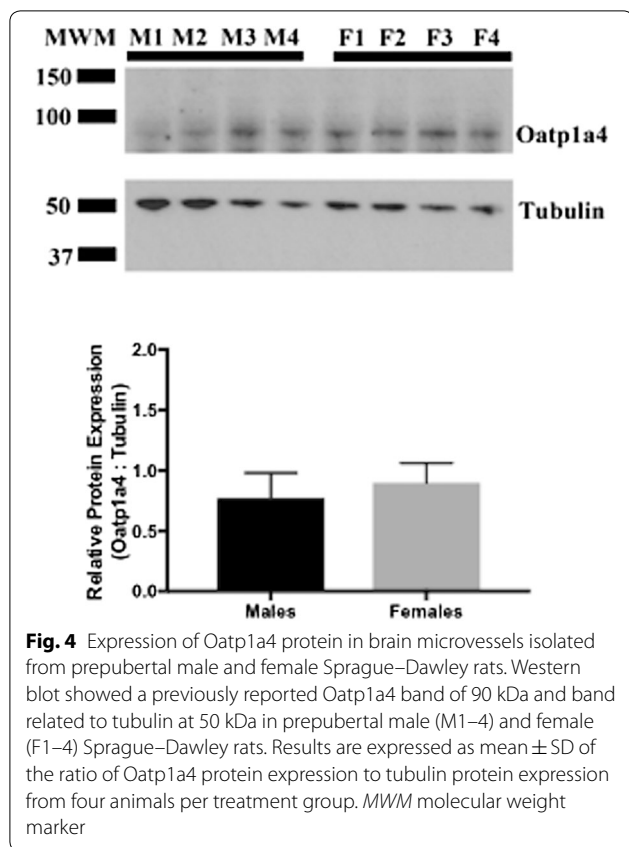 MWM M1 M2 M3 M4 F1 F2 F3 F4
150
100
Oatp1a4
50
Tubulin
37
Relative Protein Expression
(Oatp1a4 : Tubulin)
2.0
1.5
1.0
0.5
0.0
Males Females
Fig. 4 Expression of Oatp1a4 protein in brain microvessels isolated
from prepubertal male and female Sprague–Dawley rats. Western
blot showed a previously reported Oatp1a4 band of 90 kDa and band
related to tubulin at 50 kDa in prepubertal male (M1–4) and female
(F1–4) Sprague–Dawley rats. Results are expressed as mean ± SD of
the ratio of Oatp1a4 protein expression to tubulin protein expression
from four animals per treatment group. MWM molecular weight
marker